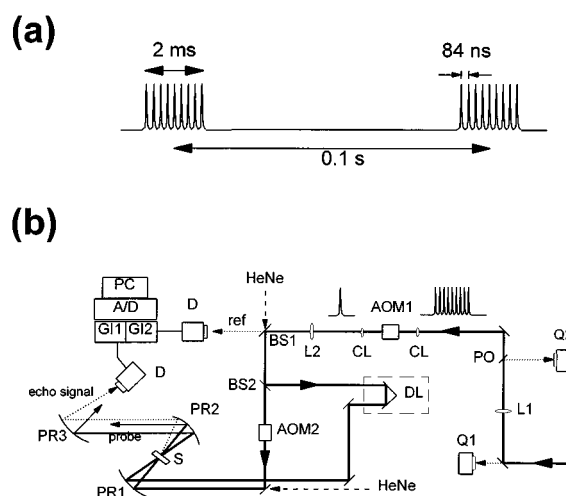 (a)
2 ms
84 ns
0.1 s
(b)
HeNe
PC
A/D
GI1 GI2
D
ref
BS1
L2
CL
AOM1
CL
PO
D
echo signal
BS2
DL
L1
PR2
PR3
probe
AOM2
S
Q1
PR1
HeNe